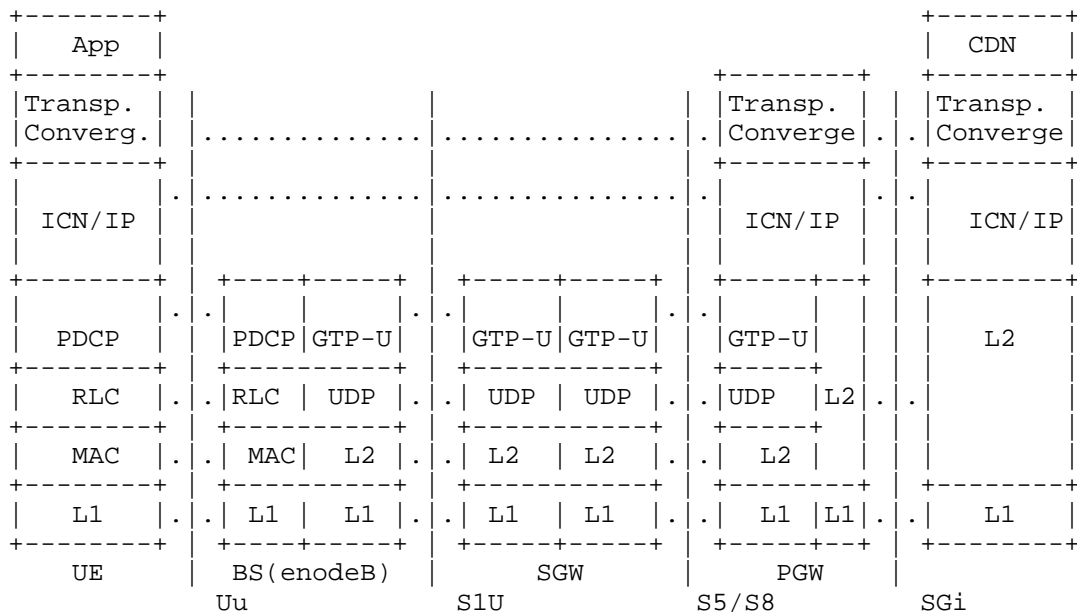 App CDN
Transp. Transp. Transp.
Converg. Converge Converge
ICN/IP ICN/IP ICN/IP
PDCP PDCP GTP-U GTP-U GTP-U GTP-U L2
RLC RLC UDP UDP UDP UDP L2
MAC MAC L2 L2 L2 L2
L1 L1 L1 L1 L1 L1 L1 L1
UE BS(enodeB) SGW PGW
Uu S1U S5/S8 SGi